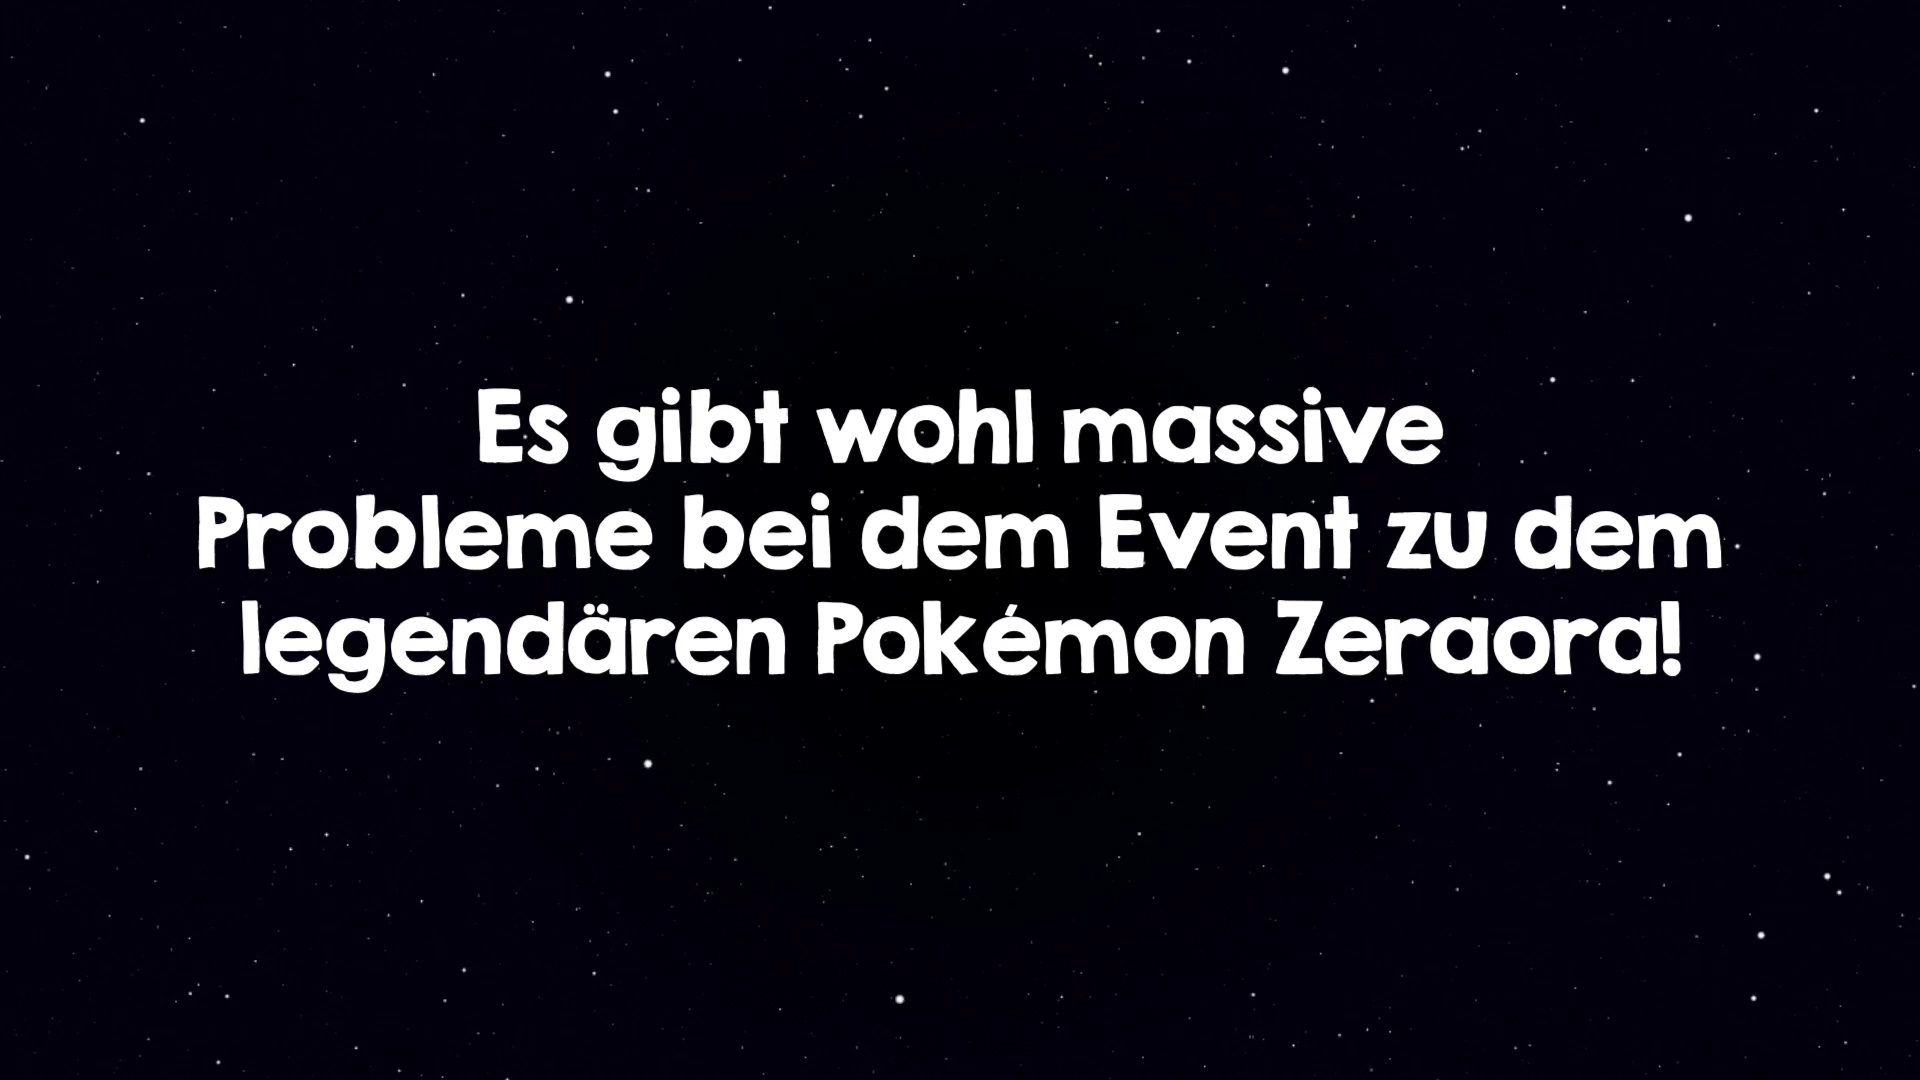 Es gibt wohl massive
Probleme bei dem Event zu dem
legendären Pokémon Zeraora!